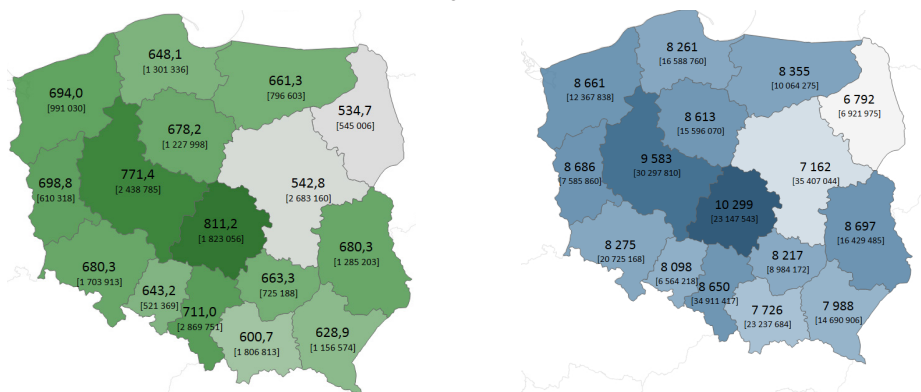 648,1
[1 301 336]
694,0
[991 030]
661,3
[796 603]
534,7
[545 006]
678,2
[1 227 998]
771,4
[2 438 785]
698,8
[610 318]
542,8
[2 683 160]
811,2
[1 823 056]
680,3
[1 285 203]
680,3
[1 703 913]
643,2
[521 369]
711,0
[2 869 751]
663,3
[725 188]
600,7
[1 806 813]
628,9
[1 156 574]
8 261
[16 588 760]
8 661
[12 367 838]
8 355
[10 064 275]
6 792
[6 921 975]
8 613
[15 596 070]
9 583
[30 297 810]
8 686
[7 585 860]
7 162
[35 407 044]
10 299
[23 147 543]
8 697
[16 429 485]
8 275
[20 725 168]
8 098
[6 564 218]
8 650
[34 911 417]
8 217
[8 984 172]
7 726
[23 237 684]
7 988
[14 690 906]